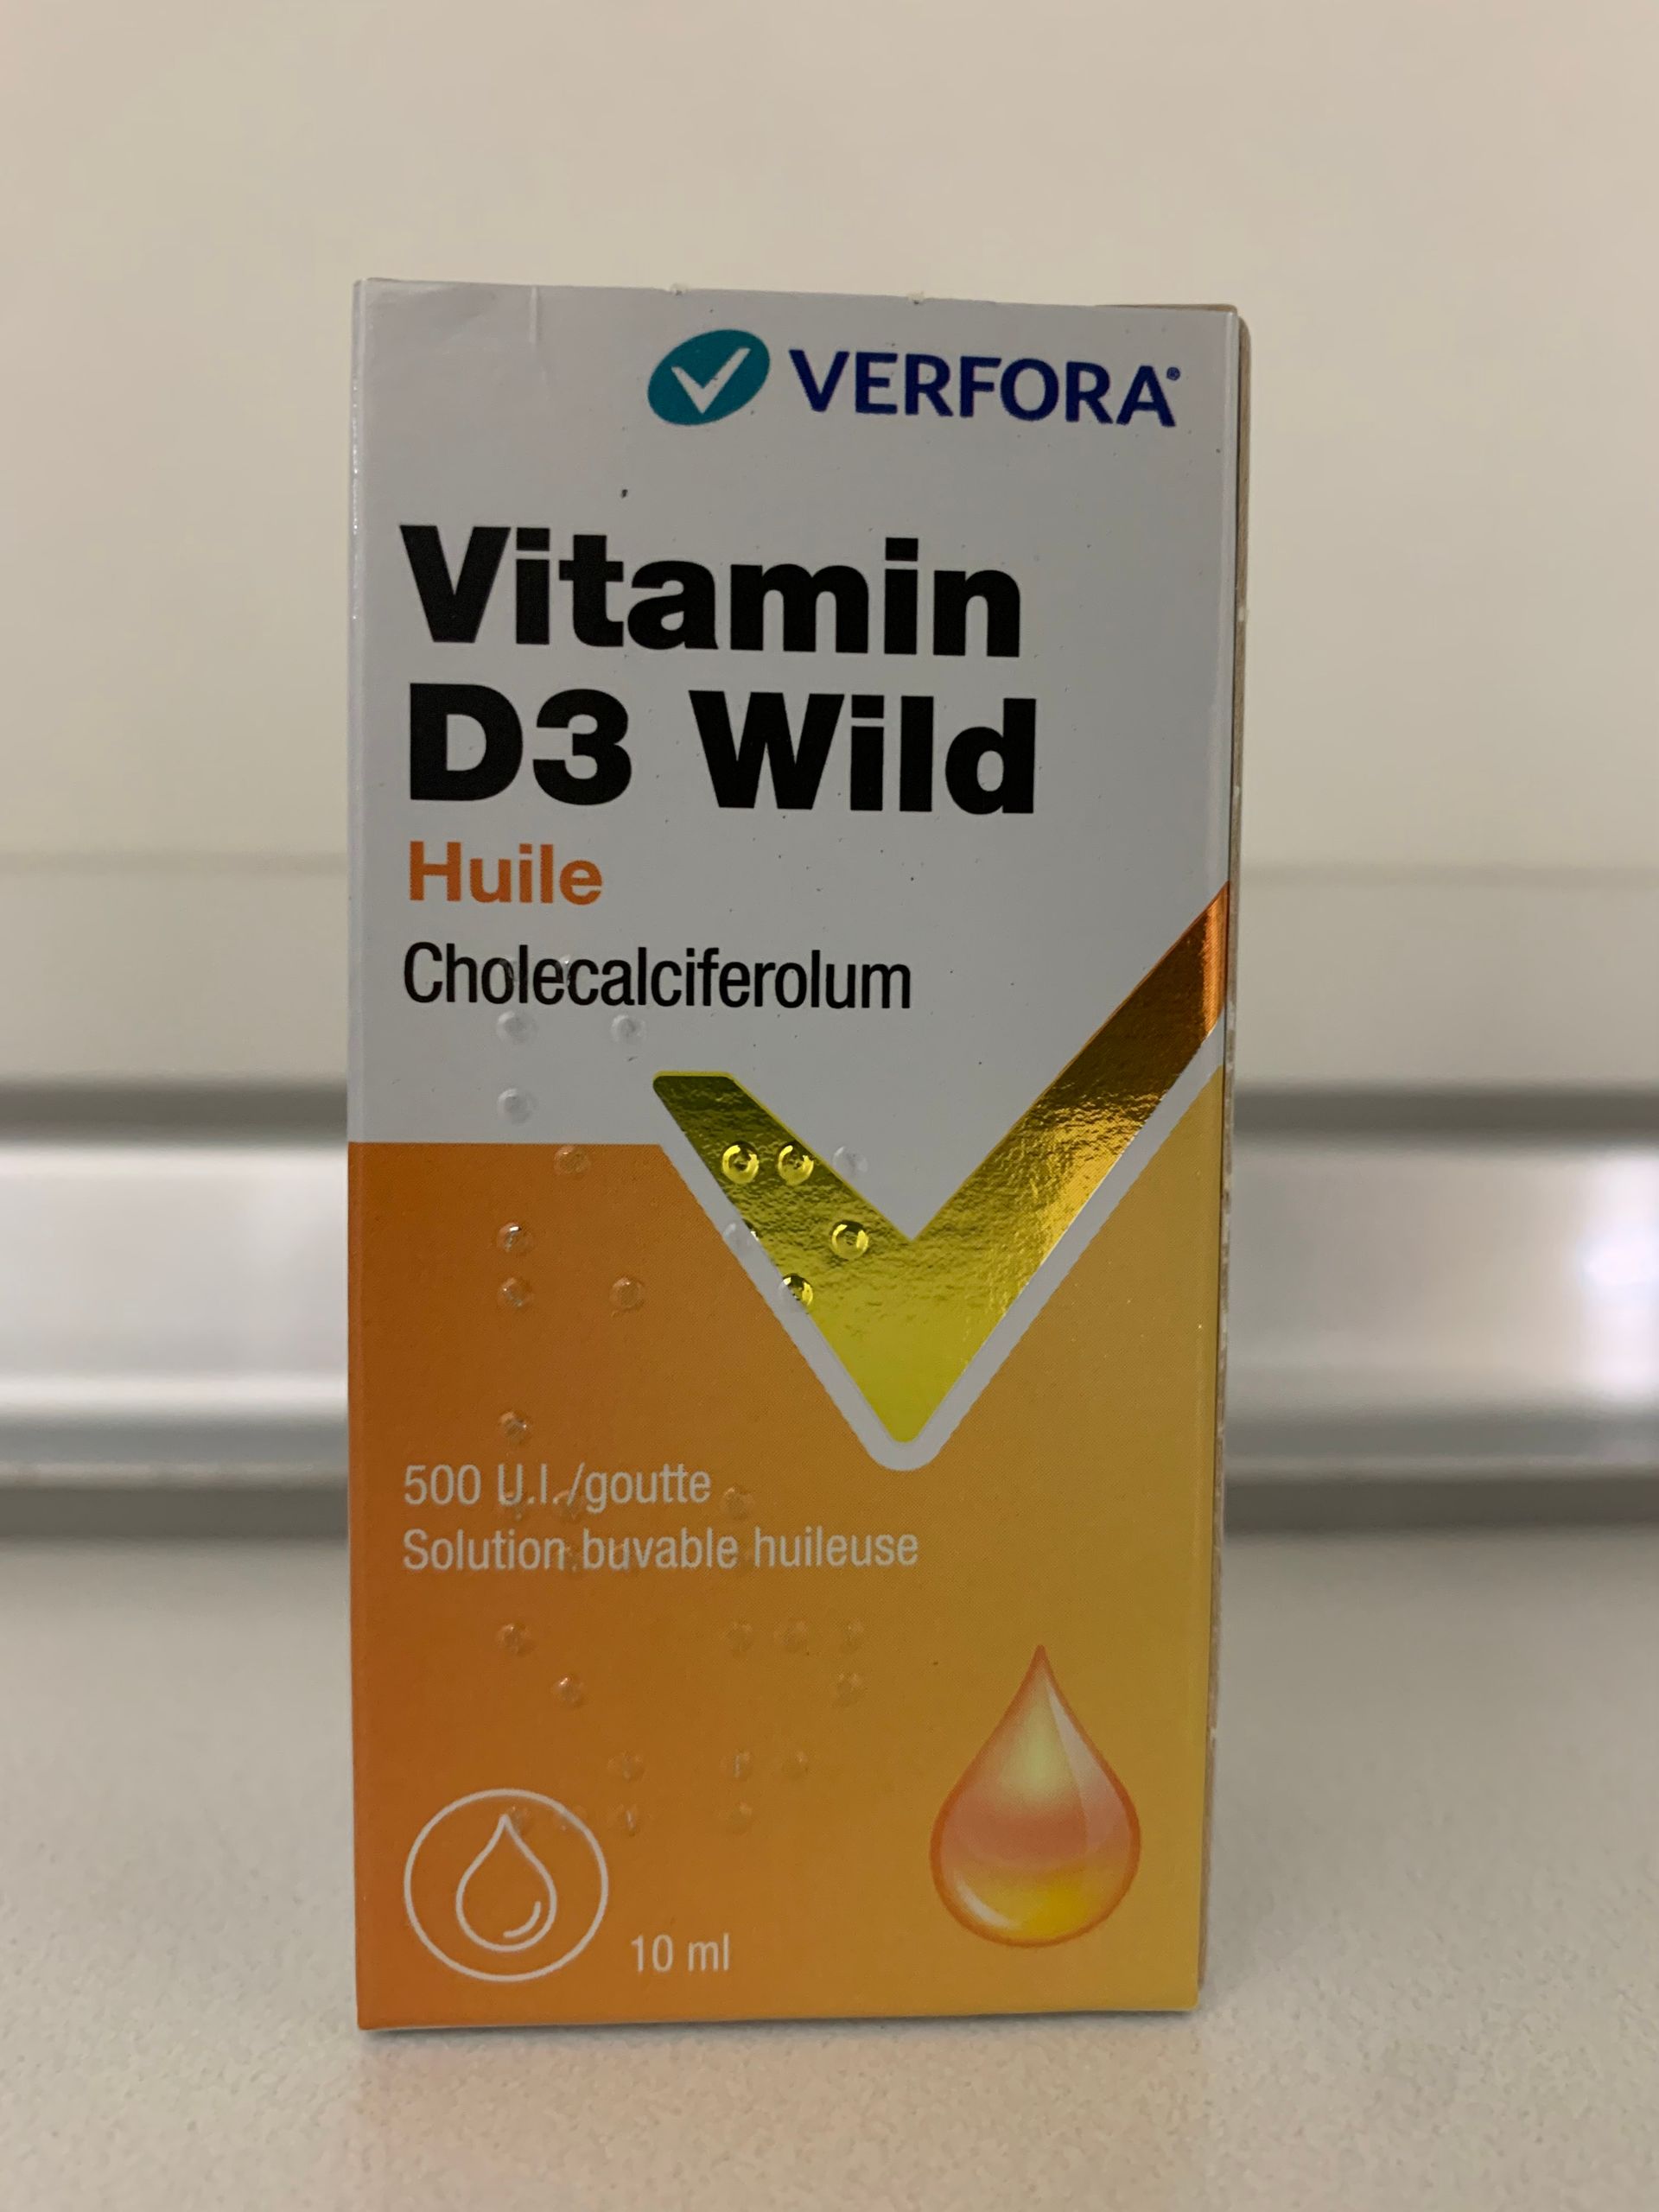 VERFORA®
Vitamin
D3 Wild
Huile
Cholecalciferolum
500 U.I./goutte
Solution buvable huileuse
10 ml